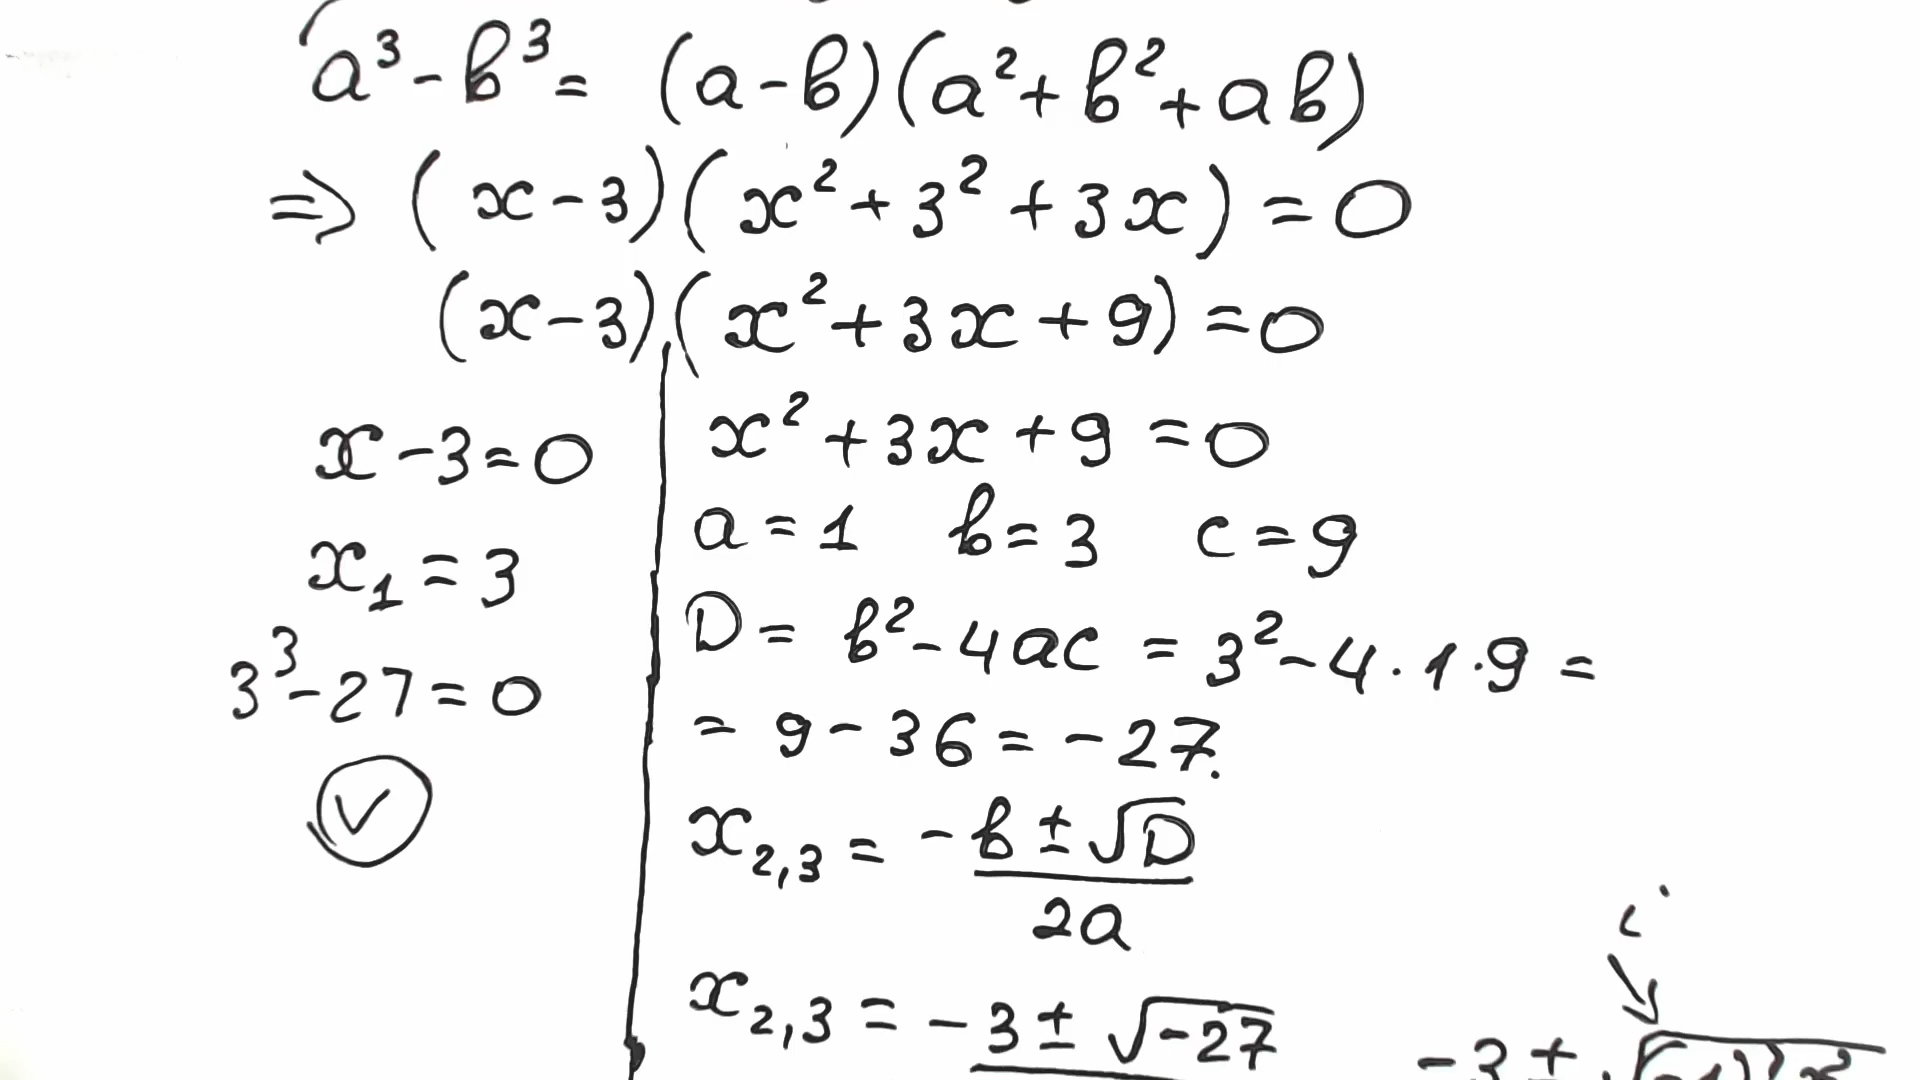 a³-b³= (a-b)(a²+b²+ab)
⇒ (x-3)(x²+3²+3x)=0
(x-3)(x²+3x+9)=0
x-3=0
x₁=3
3³-27=0
x²+3x+9=0
a=1 b=3 c=9
D= b²-4ac = 3²-4·1·9=
= 9-36=-27.
x₂,₃ = -b±√D
2a
i
x₂,₃ = -3±√-27
-3±